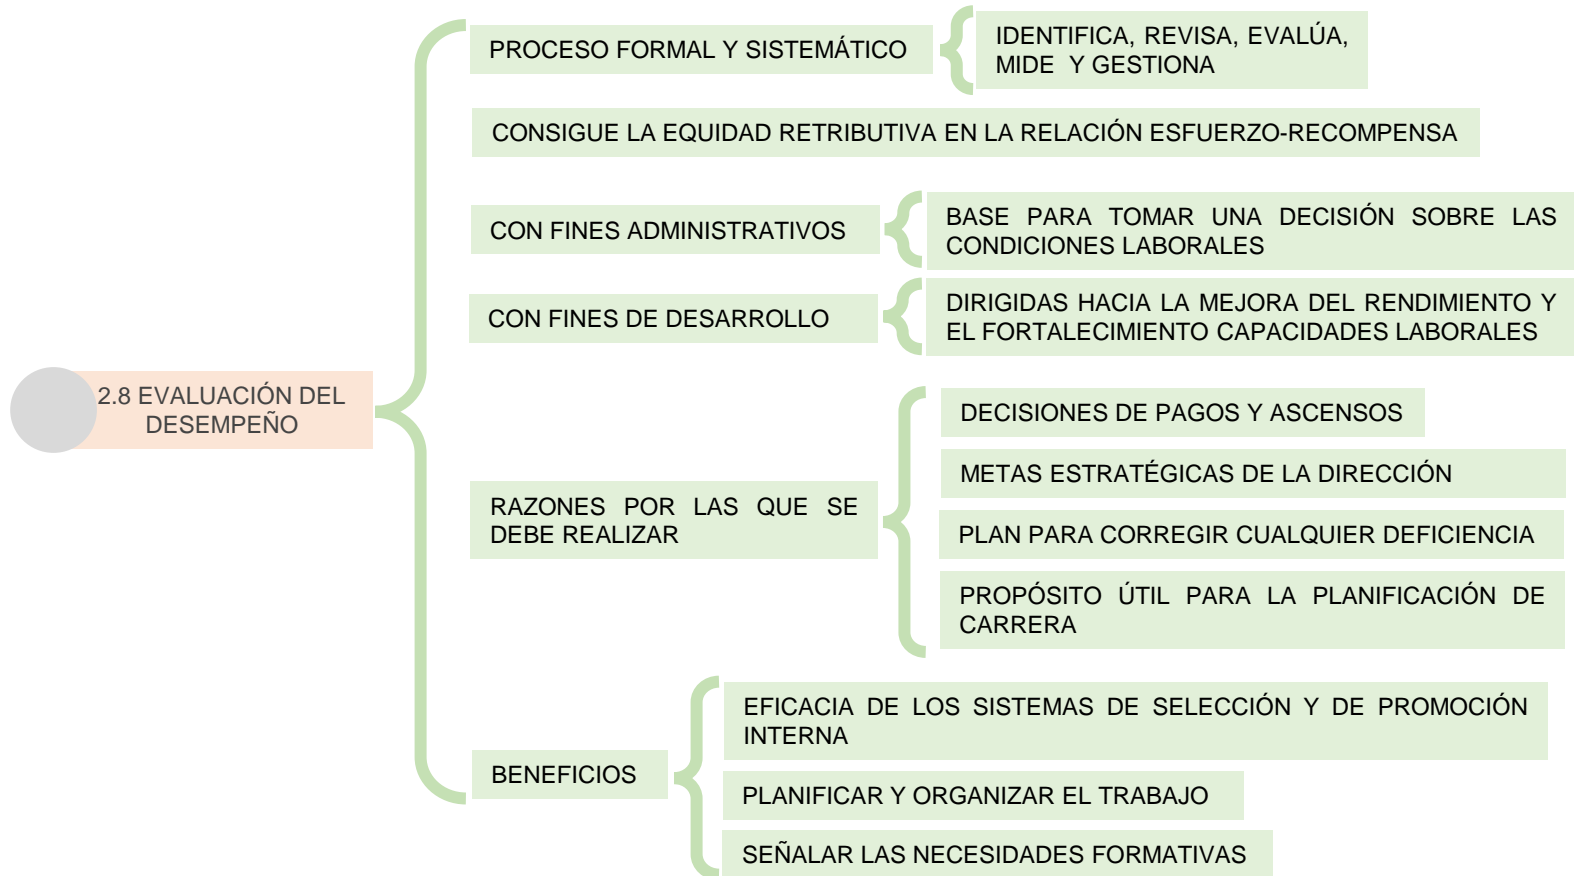 2.8 EVALUACIÓN DEL
DESEMPEÑO
PROCESO FORMAL Y SISTEMÁTICO
IDENTIFICA, REVISA, EVALÚA,
MIDE Y GESTIONA
CONSIGUE LA EQUIDAD RETRIBUTIVA EN LA RELACIÓN ESFUERZO-RECOMPENSA
CON FINES ADMINISTRATIVOS
BASE PARA TOMAR UNA DECISIÓN SOBRE LAS
CONDICIONES LABORALES
CON FINES DE DESARROLLO
DIRIGIDAS HACIA LA MEJORA DEL RENDIMIENTO Y
EL FORTALECIMIENTO CAPACIDADES LABORALES
RAZONES POR LAS QUE SE
DEBE REALIZAR
DECISIONES DE PAGOS Y ASCENSOS
METAS ESTRATÉGICAS DE LA DIRECCIÓN
PLAN PARA CORREGIR CUALQUIER DEFICIENCIA
PROPÓSITO ÚTIL PARA LA PLANIFICACIÓN DE
CARRERA
BENEFICIOS
EFICACIA DE LOS SISTEMAS DE SELECCIÓN Y DE PROMOCIÓN
INTERNA
PLANIFICAR Y ORGANIZAR EL TRABAJO
SEÑALAR LAS NECESIDADES FORMATIVAS